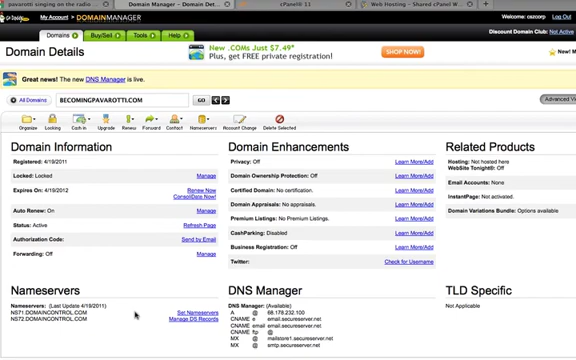 pavarotti singing on the radio
Domain Manager – Domain Det...
cPanel® 11
Web Hosting – Shared cPanel W...
Go Daddy
My Account
DOMAINMANAGER
Welcome, oszcorp
Log Out
Discount Domain Club: Not Active
Domains
Buy/Sell
Tools
Help
Domain Details
New .COMs Just $7.49*
Plus, get FREE private registration!
SHOP NOW!
My
Great news! The new DNS Manager is live.
All Domains
BECOMINGPAVAROTTI.COM
GO
Advanced
Organize
Locking
Cash in
Upgrade
Renew
Forward
Contact
Nameservers
Account Change
Delete Selected
Domain Information
Registered: 4/19/2011
Locked: Locked
Manage
Expires On: 4/19/2012
Renew Now
ConsoliDate Now!
Auto Renew: On
Manage
Status: Active
Refresh Page
Authorization Code:
Send by Email
Forwarding: Off
Manage
Domain Enhancements
Privacy: Off
Learn More/Add
Domain Ownership Protection: Off
Learn More/Add
Certified Domain: No certification.
Learn More/Add
Domain Appraisals: No appraisals.
Learn More/Add
Premium Listings: No Premium Listing.
Learn More/Add
CashParking: Disabled
Learn More/Add
Business Registration: Off
Learn More/Add
Twitter:
Check for Username
Related Products
Hosting: Not hosted here
WebSite Tonight®: Off
Email Accounts: None
InstantPage: Not activated.
Domain Variations Bundle: Options available
Nameservers
Nameservers: (Last Update 4/19/2011)
NS71.DOMAINCONTROL.COM
Set Nameservers
NS72.DOMAINCONTROL.COM
Manage DS Records
DNS Manager
DNS Manager: (Available)
A @ 68.178.232.100
CNAME e email.secureserver.net
CNAME email email.secureserver.net
CNAME ftp @
MX @ mailstore1.secureserver.net
MX @ smtp.secureserver.net
TLD Specific
Not Applicable